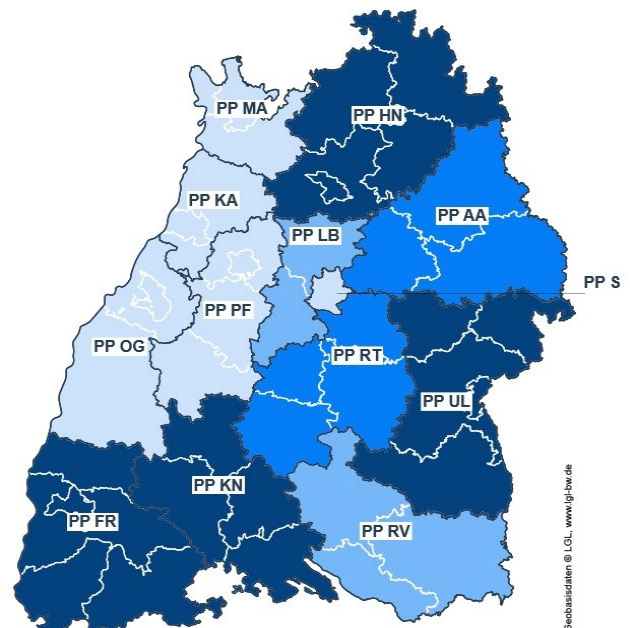 PP MA
PP HN
PP KA
PP AA
PP LB
PP S
PP PF
PP OG
PP RT
PP UL
PP KN
PP FR
PP RV
Geobasisdaten © LGL, www.lgl-bw.de